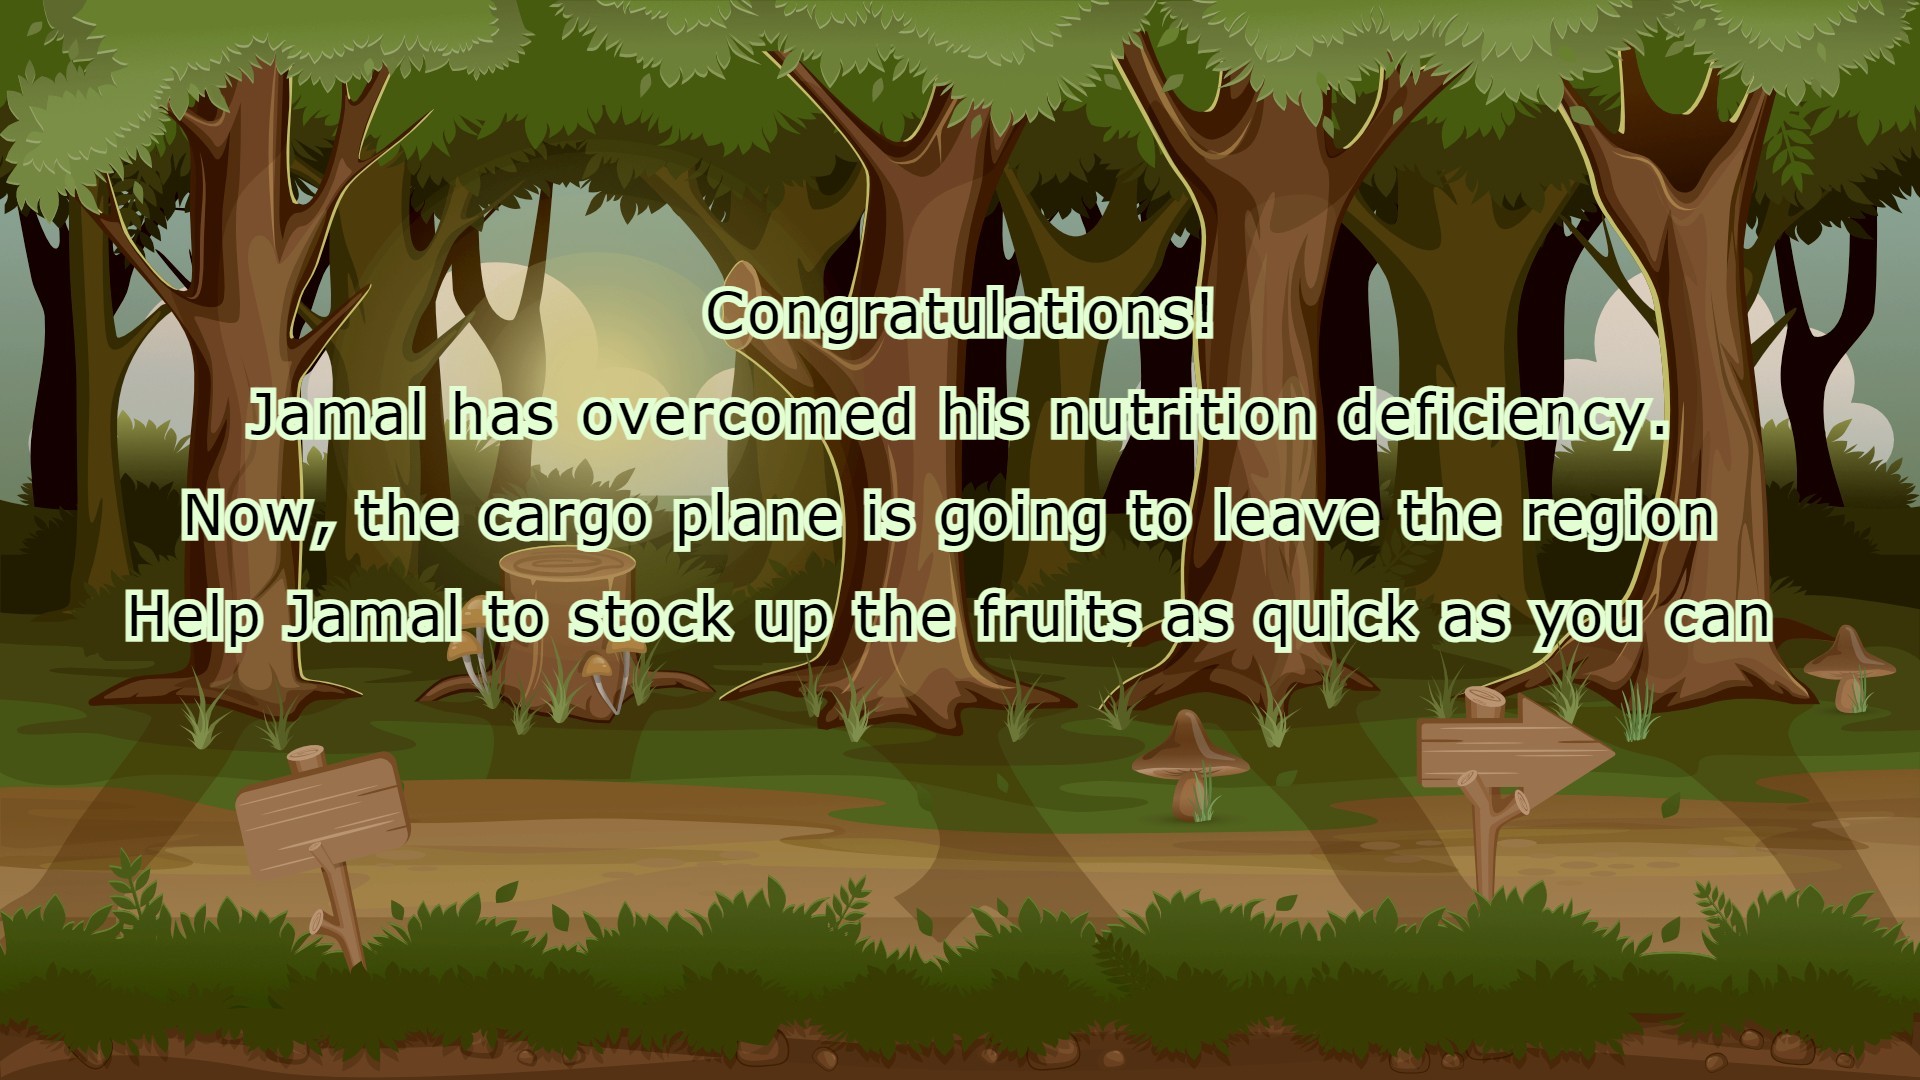 Congratulations!
Jamal has overcomed his nutrition deficiency.
Now, the cargo plane is going to leave the region
Help Jamal to stock up the fruits as quick as you can